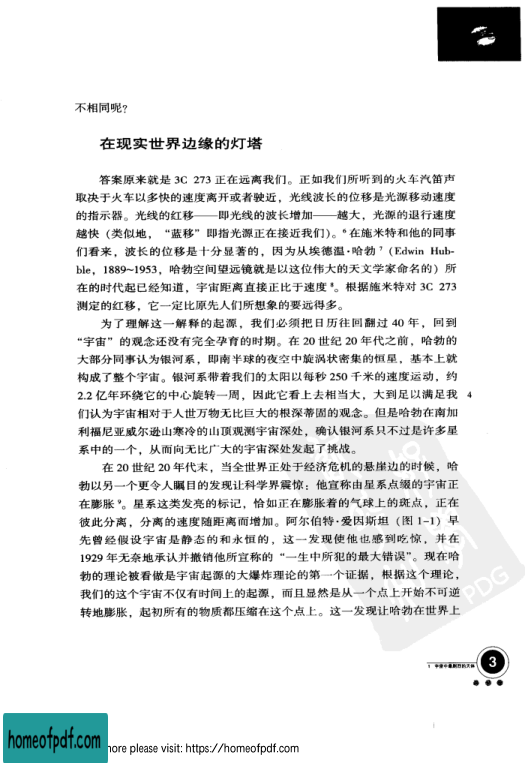 不相同呢?
在现实世界边缘的灯塔
答案原来就是 3C 273 正在远离我们。正如我们所听到的火车汽笛声
取决于火车以多快的速度离开或者驶近，光线波长的位移是光源移动速度
的指示器。光线的红移——即光线的波长增加——越大，光源的退行速度
越快（类似地，“蓝移”即指光源正在接近我们）。⁶在施米特和他的同事
们看来，波长的位移是十分显著的，因为从埃德温·哈勃⁷（Edwin Hub-
ble，1889~1953，哈勃空间望远镜就是以这位伟大的天文学家命名的）所
在的时代起已经知道，宇宙距离直接正比于速度⁸。根据施米特对 3C 273
测定的红移，它一定比原先人们所想象的要远得多。
为了理解这一解释的起源，我们必须把日历往回翻过 40 年，回到
“宇宙”的观念还没有完全孕育的时期。在 20 世纪 20 年代之前，哈勃的
大部分同事认为银河系，即南半球的夜空中旋涡状密集的恒星，基本上就
构成了整个宇宙。银河系带着我们的太阳以每秒 250 千米的速度运动，约
2.2 亿年环绕它的中心旋转一周，因此它看上去相当大，大到足以满足我 4
们认为宇宙相对于人世万物无比巨大的根深蒂固的观念。但是哈勃在南加
利福尼亚威尔逊山寒冷的山顶观测宇宙深处，确认银河系只不过是许多星
系中的一个，从而向无比广大的宇宙深处发起了挑战。
在 20 世纪 20 年代末，当全世界正处于经济危机的悬崖边的时候，哈
勃以另一个更令人瞩目的发现让科学界震惊：他宣称由星系点缀的宇宙正
在膨胀⁹。星系这类发亮的标记，恰如正在膨胀着的气球上的斑点，正在
彼此分离，分离的速度随距离而增加。阿尔伯特·爱因斯坦（图 1-1）早
先曾经假设宇宙是静态的和永恒的，这一发现使他也感到吃惊，并在
1929 年无奈地承认并撤销他所宣称的“一生中所犯的最大错误”。现在哈
勃的理论被看做是宇宙起源的大爆炸理论的第一个证据，根据这个理论，
我们的这个宇宙不仅有时间上的起源，而且显然是从一个点上开始不可逆
转地膨胀，起初所有的物质都压缩在这个点上。这一发现让哈勃在世界上
1 宇宙中最剧烈的天体
3
PDG
homeofpdf.com
more please visit: https://homeofpdf.com